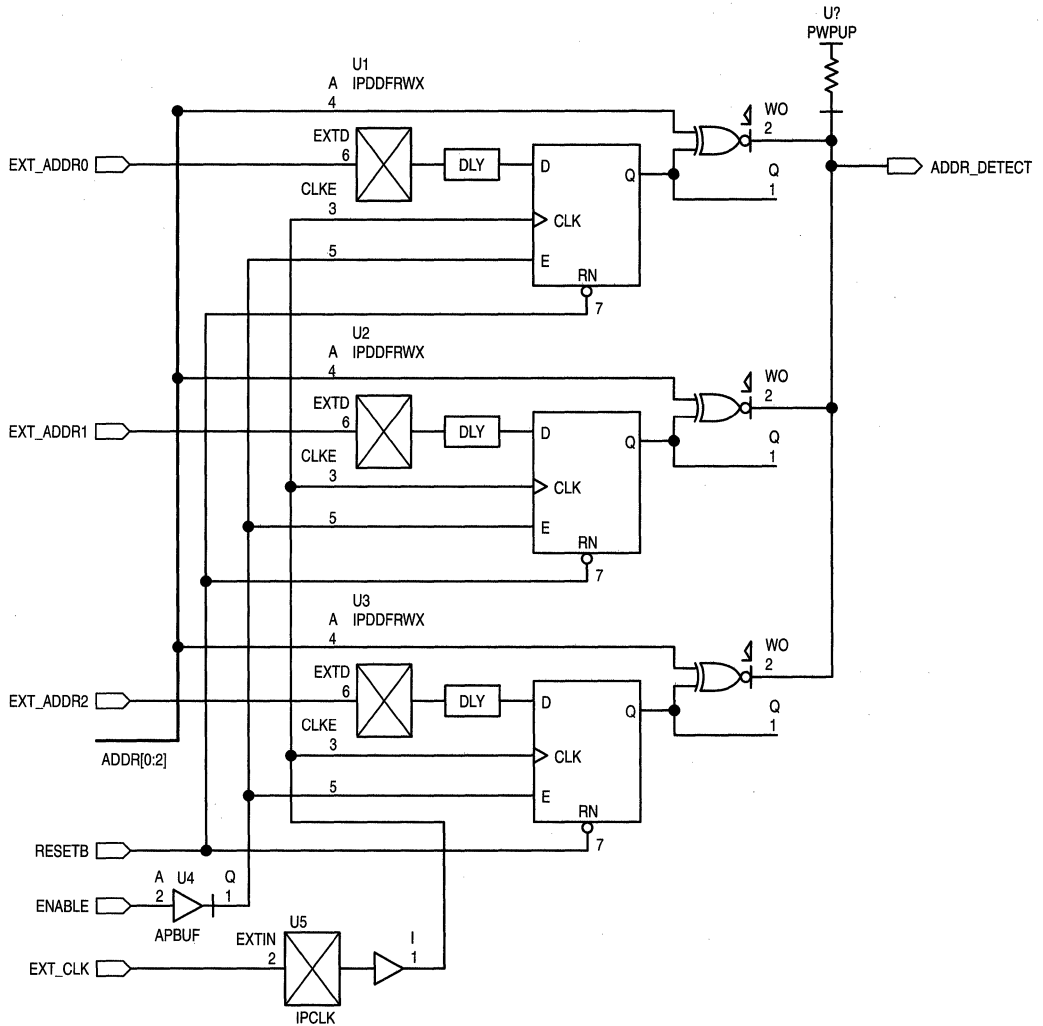 U?
PWPUP
U1
A IPDDFRWX
4
WO
2
EXTD
6
EXT_ADDR0
DLY
D
Q
Q
1
ADDR_DETECT
CLKE
3
CLK
5
E
RN
7
U2
A IPDDFRWX
4
WO
2
EXTD
6
EXT_ADDR1
DLY
D
Q
Q
1
CLKE
3
CLK
5
E
RN
7
U3
A IPDDFRWX
4
WO
2
EXTD
6
EXT_ADDR2
DLY
D
Q
Q
1
CLKE
3
CLK
ADDR[0:2]
5
E
RN
7
RESETB
A U4 Q
2 1
ENABLE
APBUF
U5
EXTIN
2
I
1
EXT_CLK
IPCLK